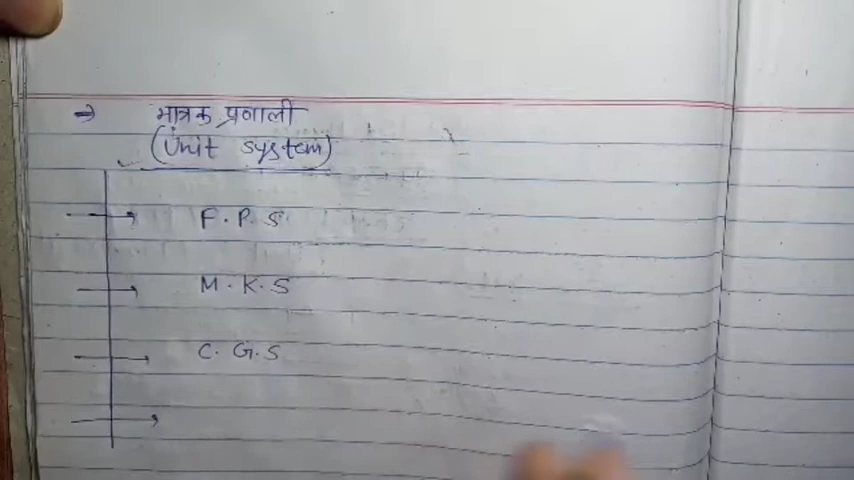 → मात्रक प्रणाली
(Unit system)
→ F.P.S
→ M.K.S
→ C.G.S
→